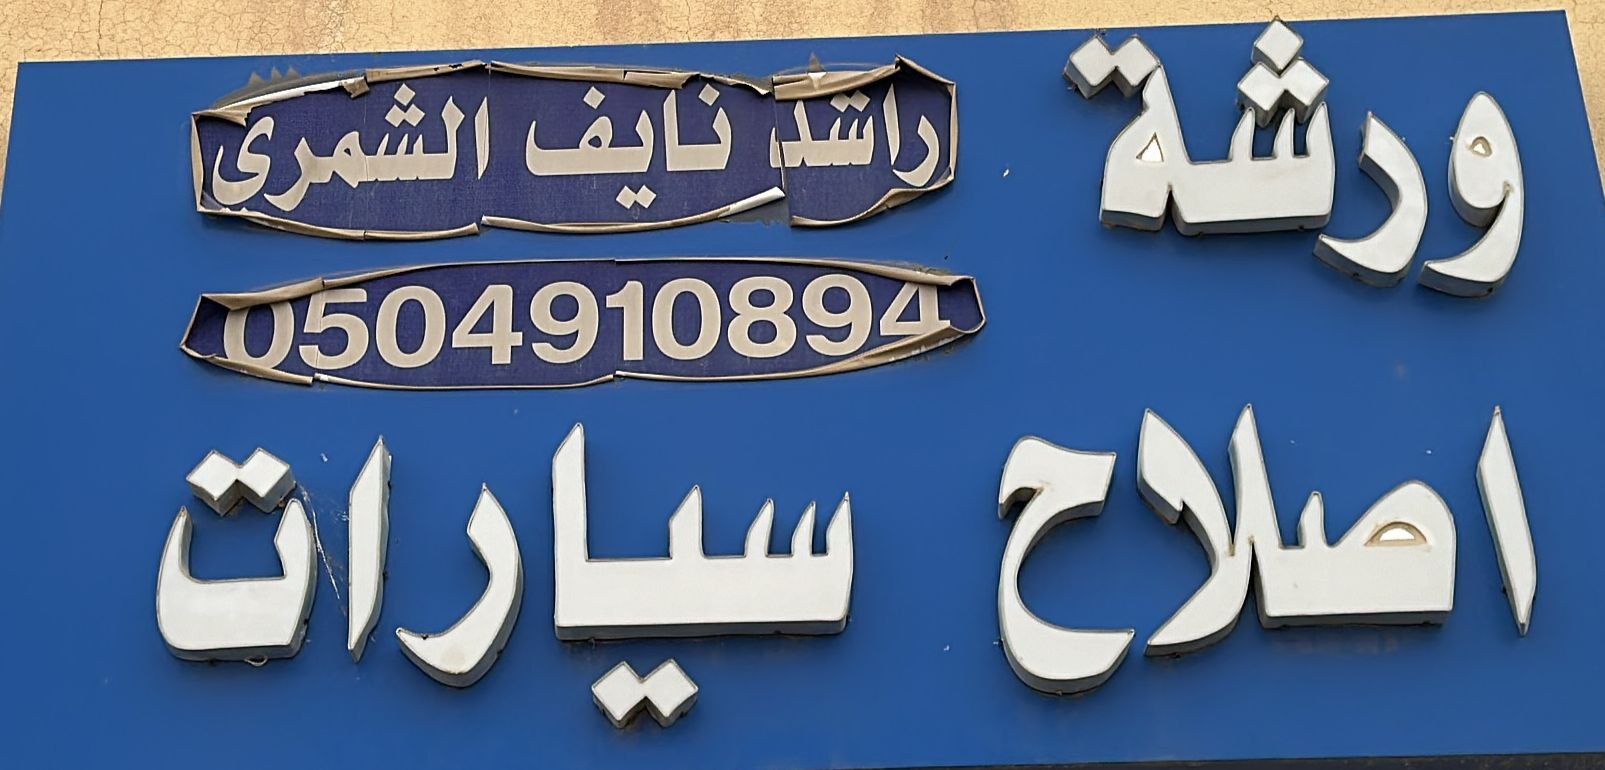 ورشة
راشد نايف الشمرى
0504910894
اصلاح سيارات